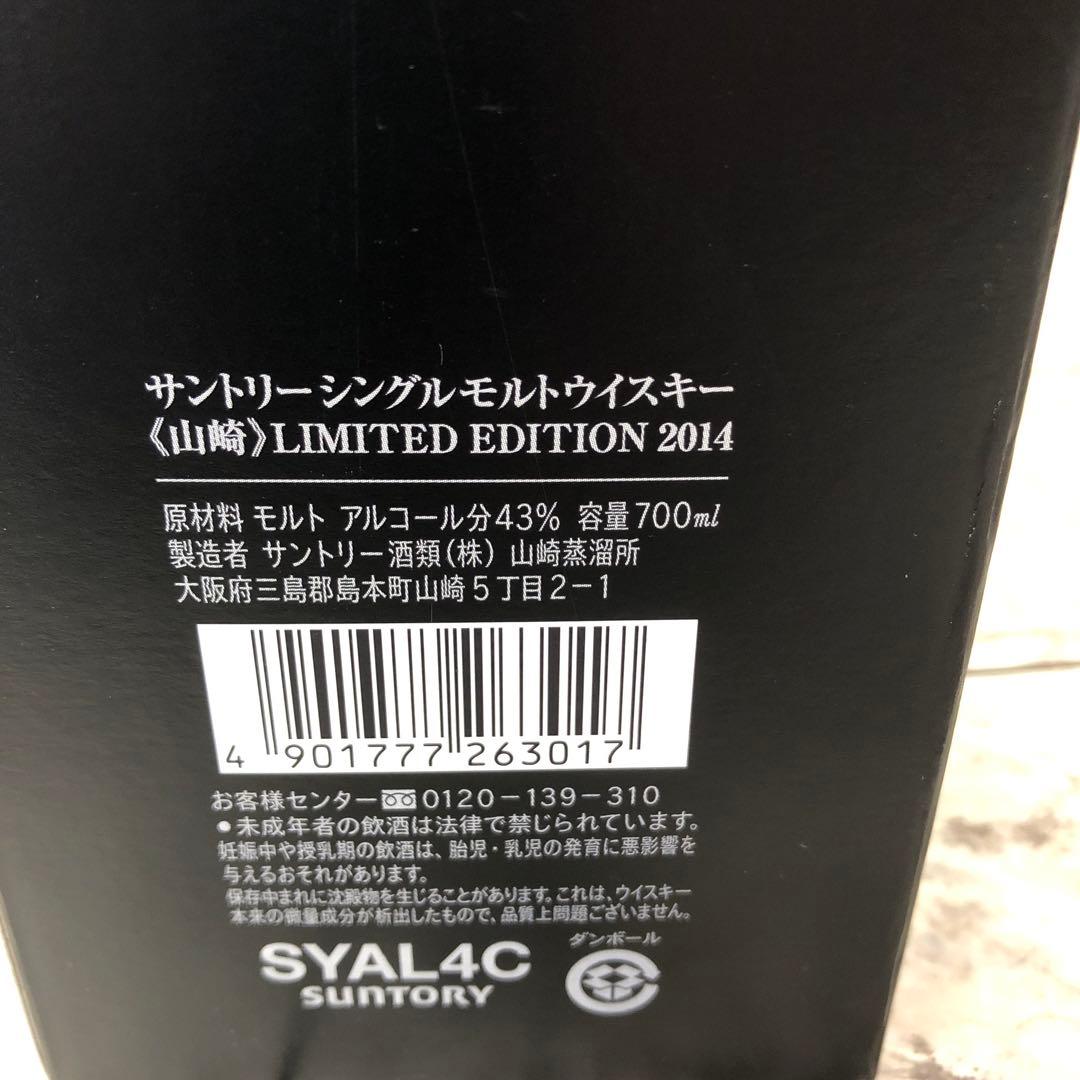 サントリーシングルモルトウイスキー
《山崎》LIMITED EDITION 2014
原材料 モルト アルコール分43% 容量700ml
製造者 サントリー酒類(株) 山崎蒸溜所
大阪府三島郡島本町山崎5丁目2-1
4 901777 263017
お客様センター 0120-139-310
●未成年者の飲酒は法律で禁じられています。
妊娠中や授乳期の飲酒は、胎児・乳児の発育に悪影響を
与えるおそれがあります。
保存中まれに沈殿物を生じることがあります。これは、ウイスキー
本来の微量成分が析出したもので、品質上問題ございません。
ダンボール
SYAL4C
SUNTORY